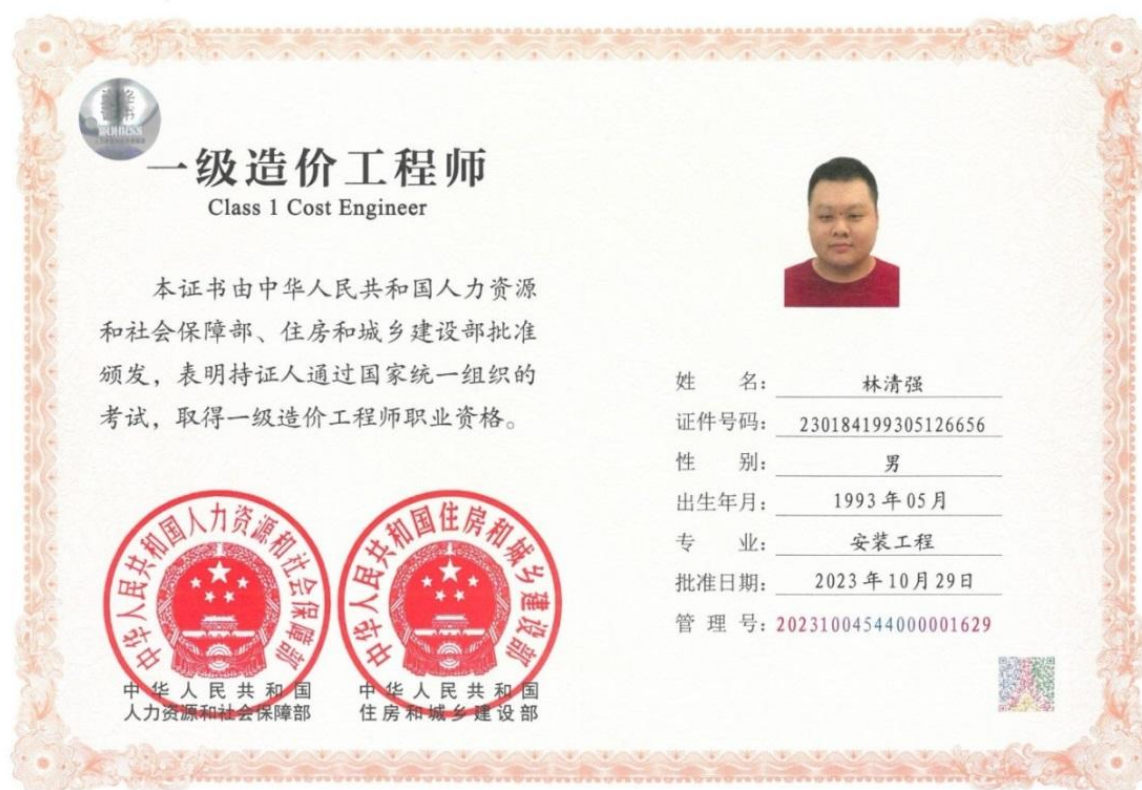 一级造价工程师
Class 1 Cost Engineer
本证书由中华人民共和国人力资源
和社会保障部、住房和城乡建设部批准
颁发，表明持证人通过国家统一组织的
考试，取得一级造价工程师职业资格。
中华人民共和国人力资源和社会保障部
中华人民共和国
人力资源和社会保障部
中华人民共和国住房和城乡建设部
中华人民共和国
住房和城乡建设部
姓 名：林清强
证件号码：230184199305126656
性 别：男
出生年月：1993年05月
专 业：安装工程
批准日期：2023年10月29日
管 理 号：20231004544000001629